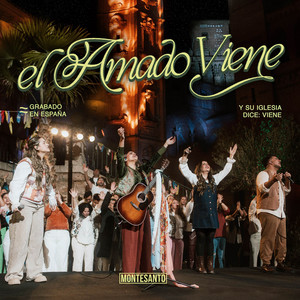 el Amado Viene
GRABADO
EN ESPAÑA
Y SU IGLESIA
DICE: VIENE
MONTESANTO